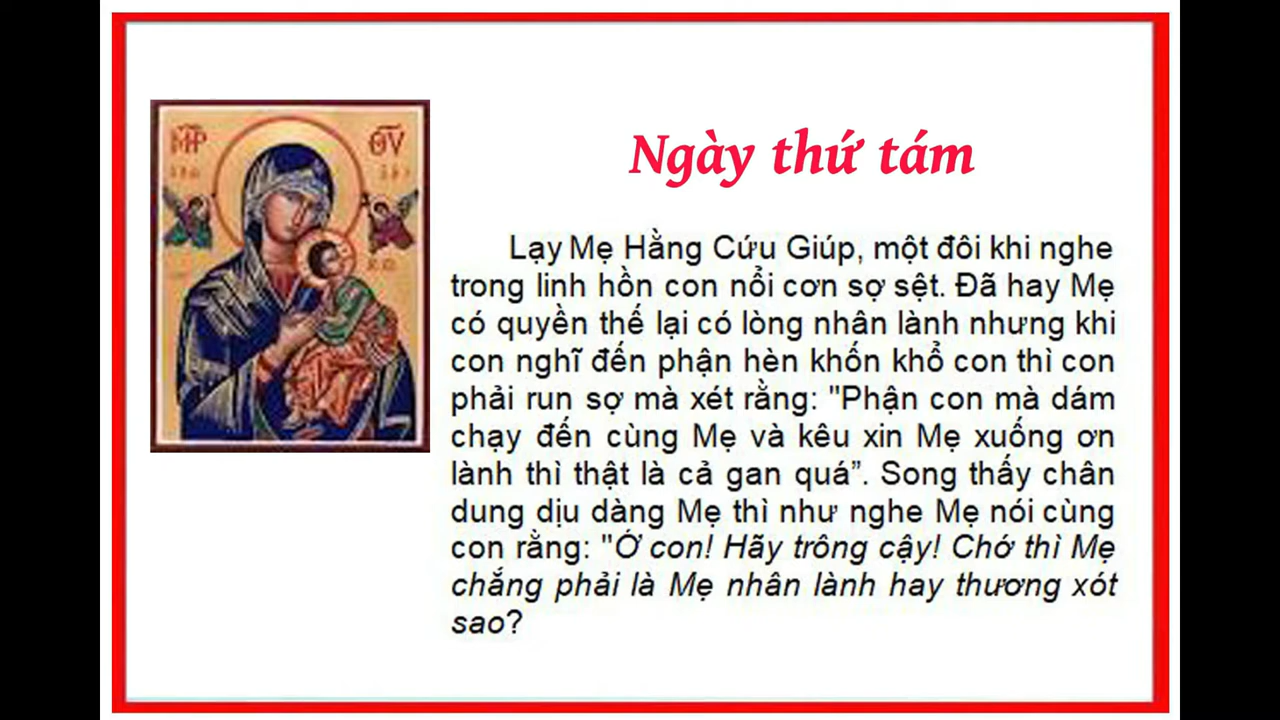 Ngày thứ tám
ΜΡ ΘΥ
Lạy Mẹ Hằng Cứu Giúp, một đôi khi nghe
trong linh hồn con nổi cơn sợ sệt. Đã hay Mẹ
có quyền thế lại có lòng nhân lành nhưng khi
con nghĩ đến phận hèn khốn khổ con thì con
phải run sợ mà xét rằng: "Phận con mà dám
chạy đến cùng Mẹ và kêu xin Mẹ xuống ơn
lành thì thật là cả gan quá”. Song thấy chân
dung dịu dàng Mẹ thì như nghe Mẹ nói cùng
con rằng: "Ớ con! Hãy trông cậy! Chớ thì Mẹ
chẳng phải là Mẹ nhân lành hay thương xót
sao?